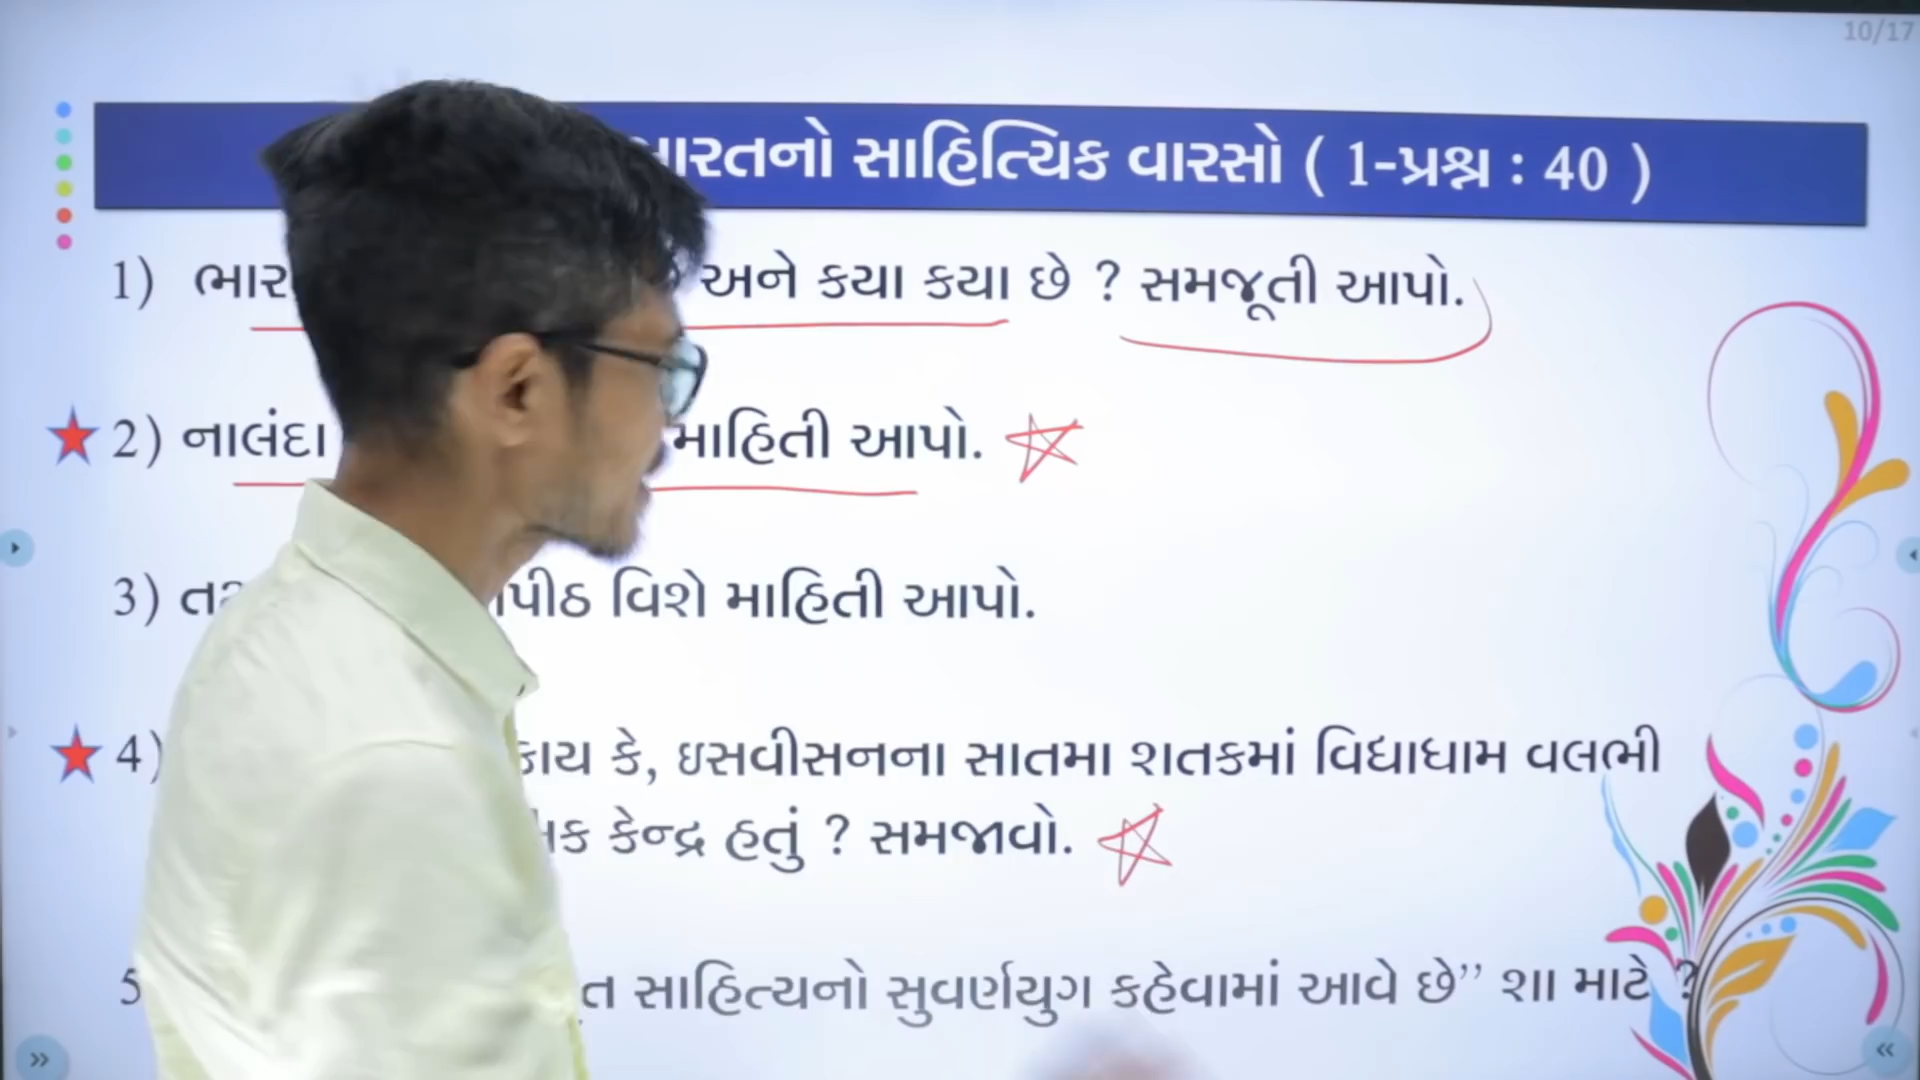 10/17
ભારતનો સાહિત્યિક વારસો ( 1-પ્રશ્ન : 40 )
1) અને કયા કયા છે ? સમજૂતી આપો.
2) નાલંદા માહિતી આપો.
3) વિશે માહિતી આપો.
4) કે, ઇસવીસનના સાતમા શતકમાં વિદ્યાધામ વલભી
કેન્દ્ર હતું ? સમજાવો.
5 સાહિત્યનો સુવર્ણયુગ કહેવામાં આવે છે” શા માટે ?